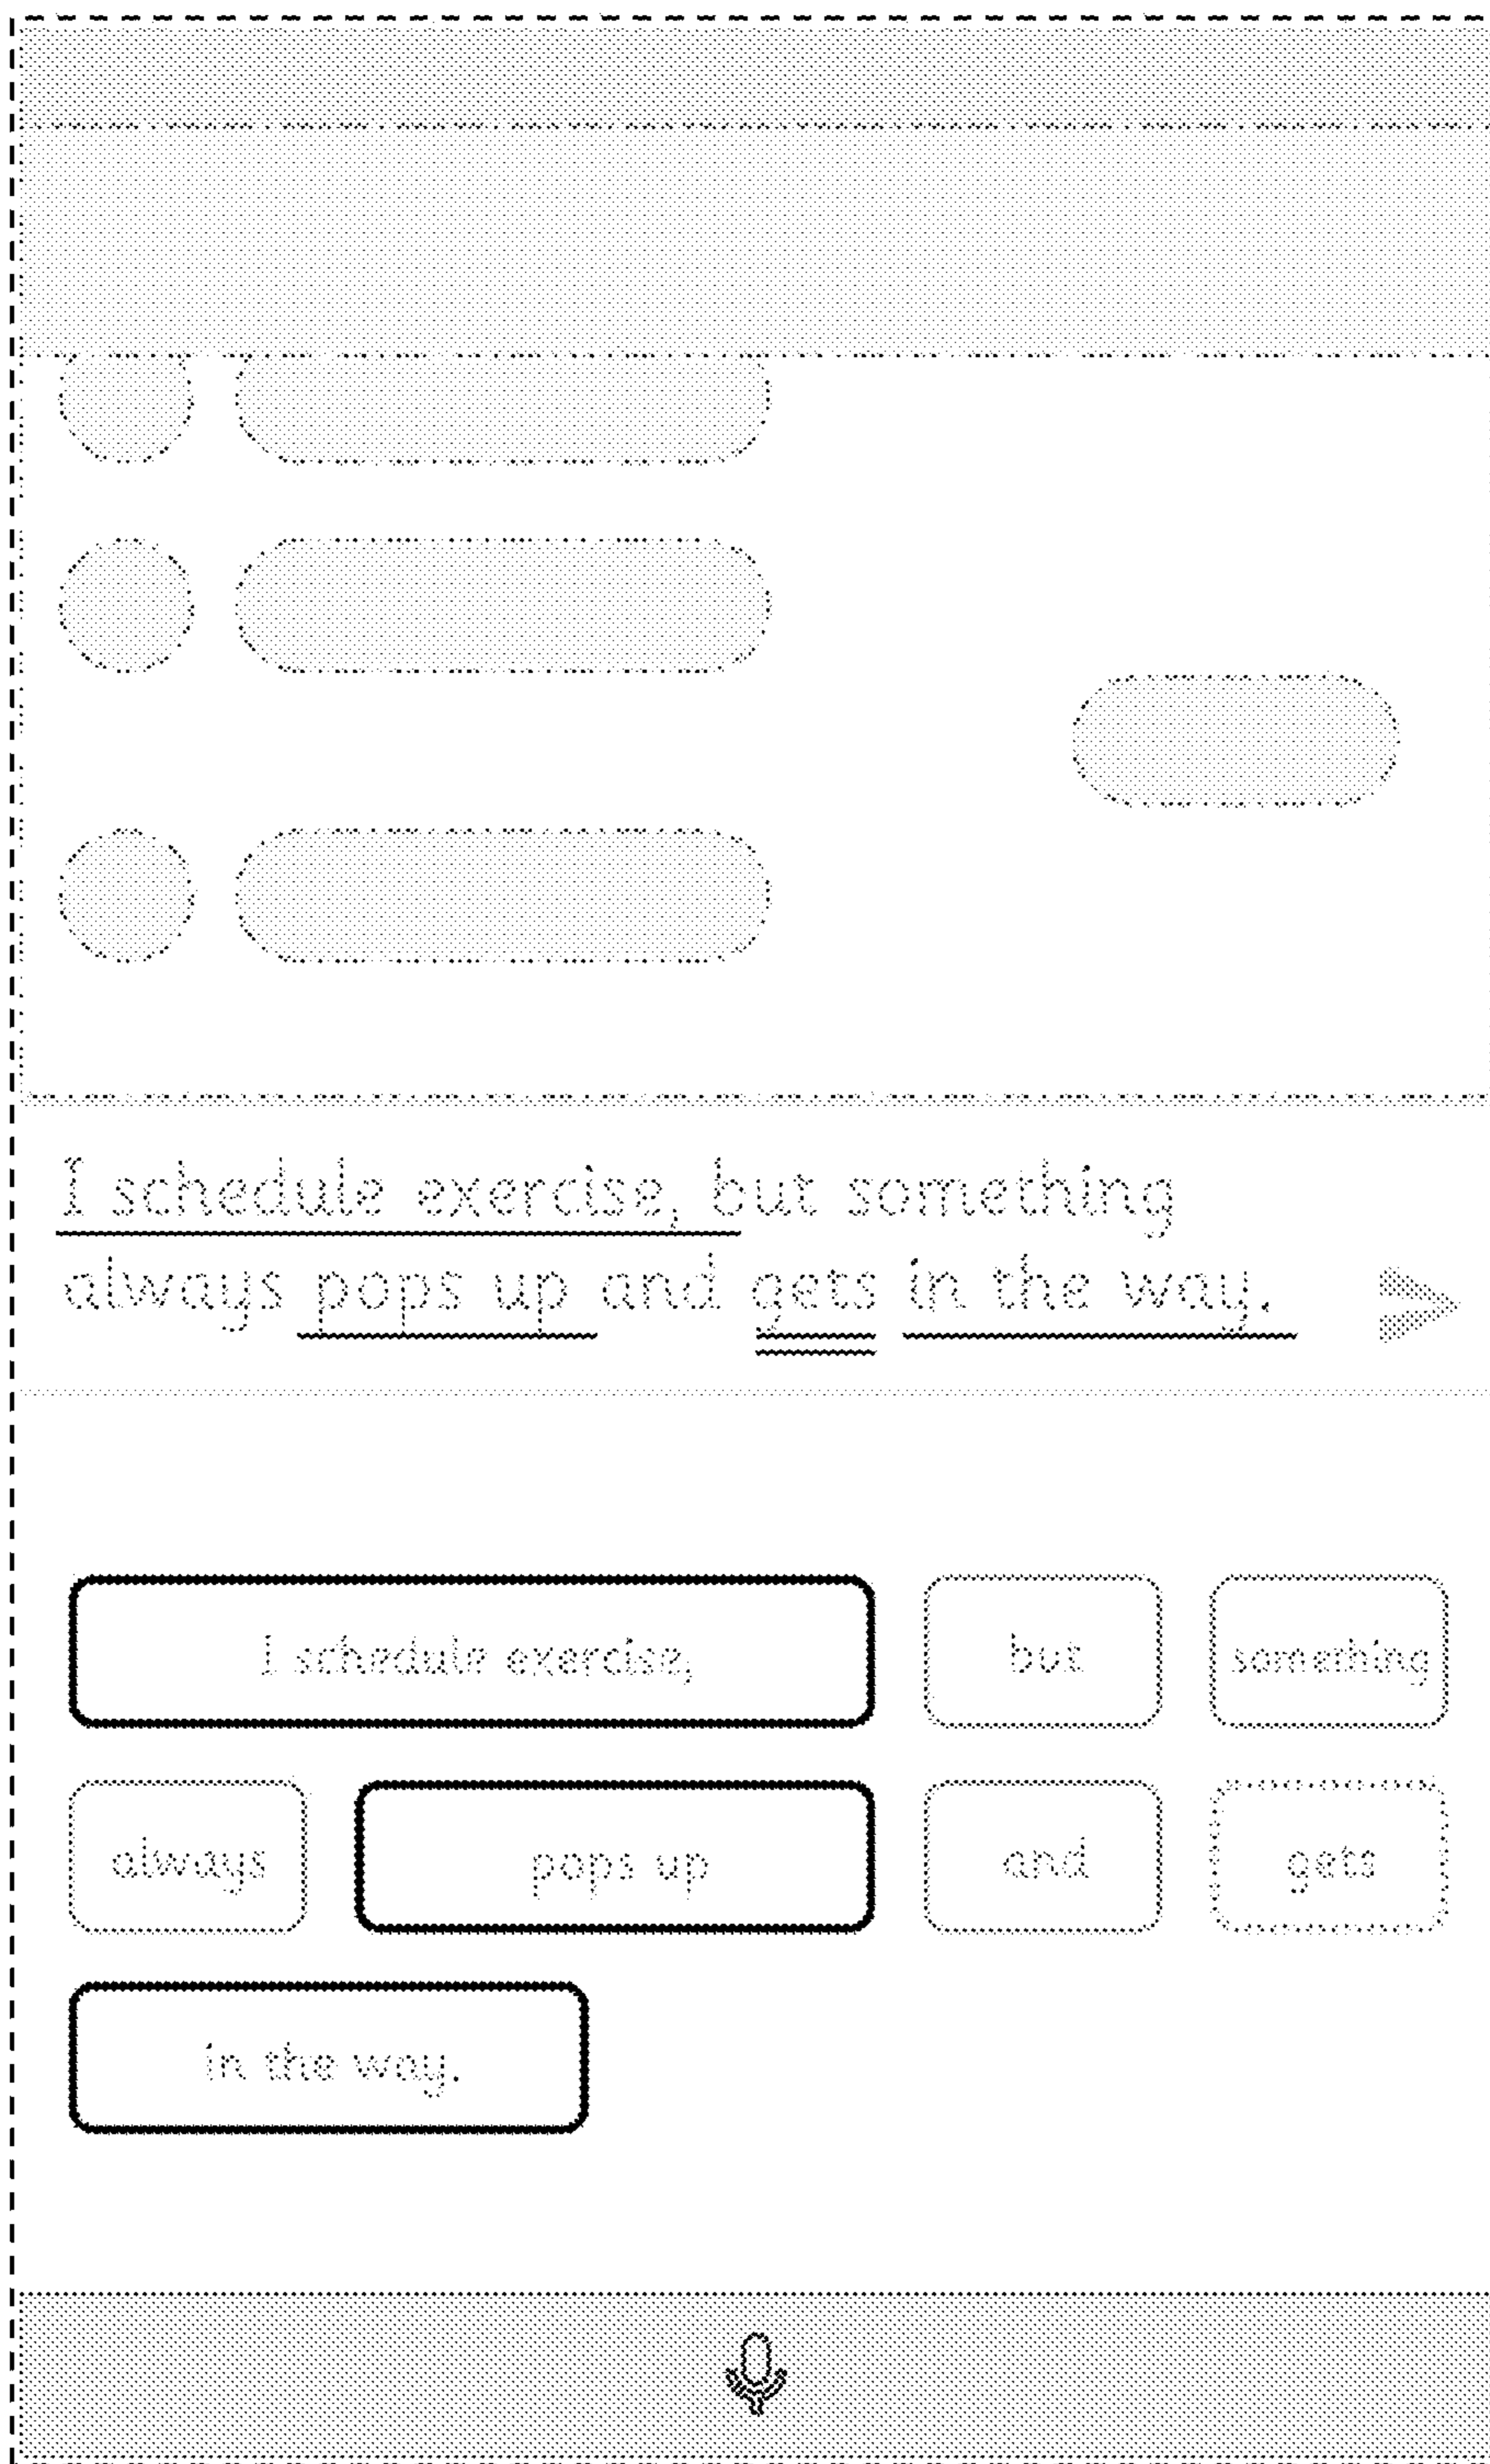 I schedule exercise, but something
always pops up and gets in the way.
I schedule exercise, but something
always pops up and gets
in the way.